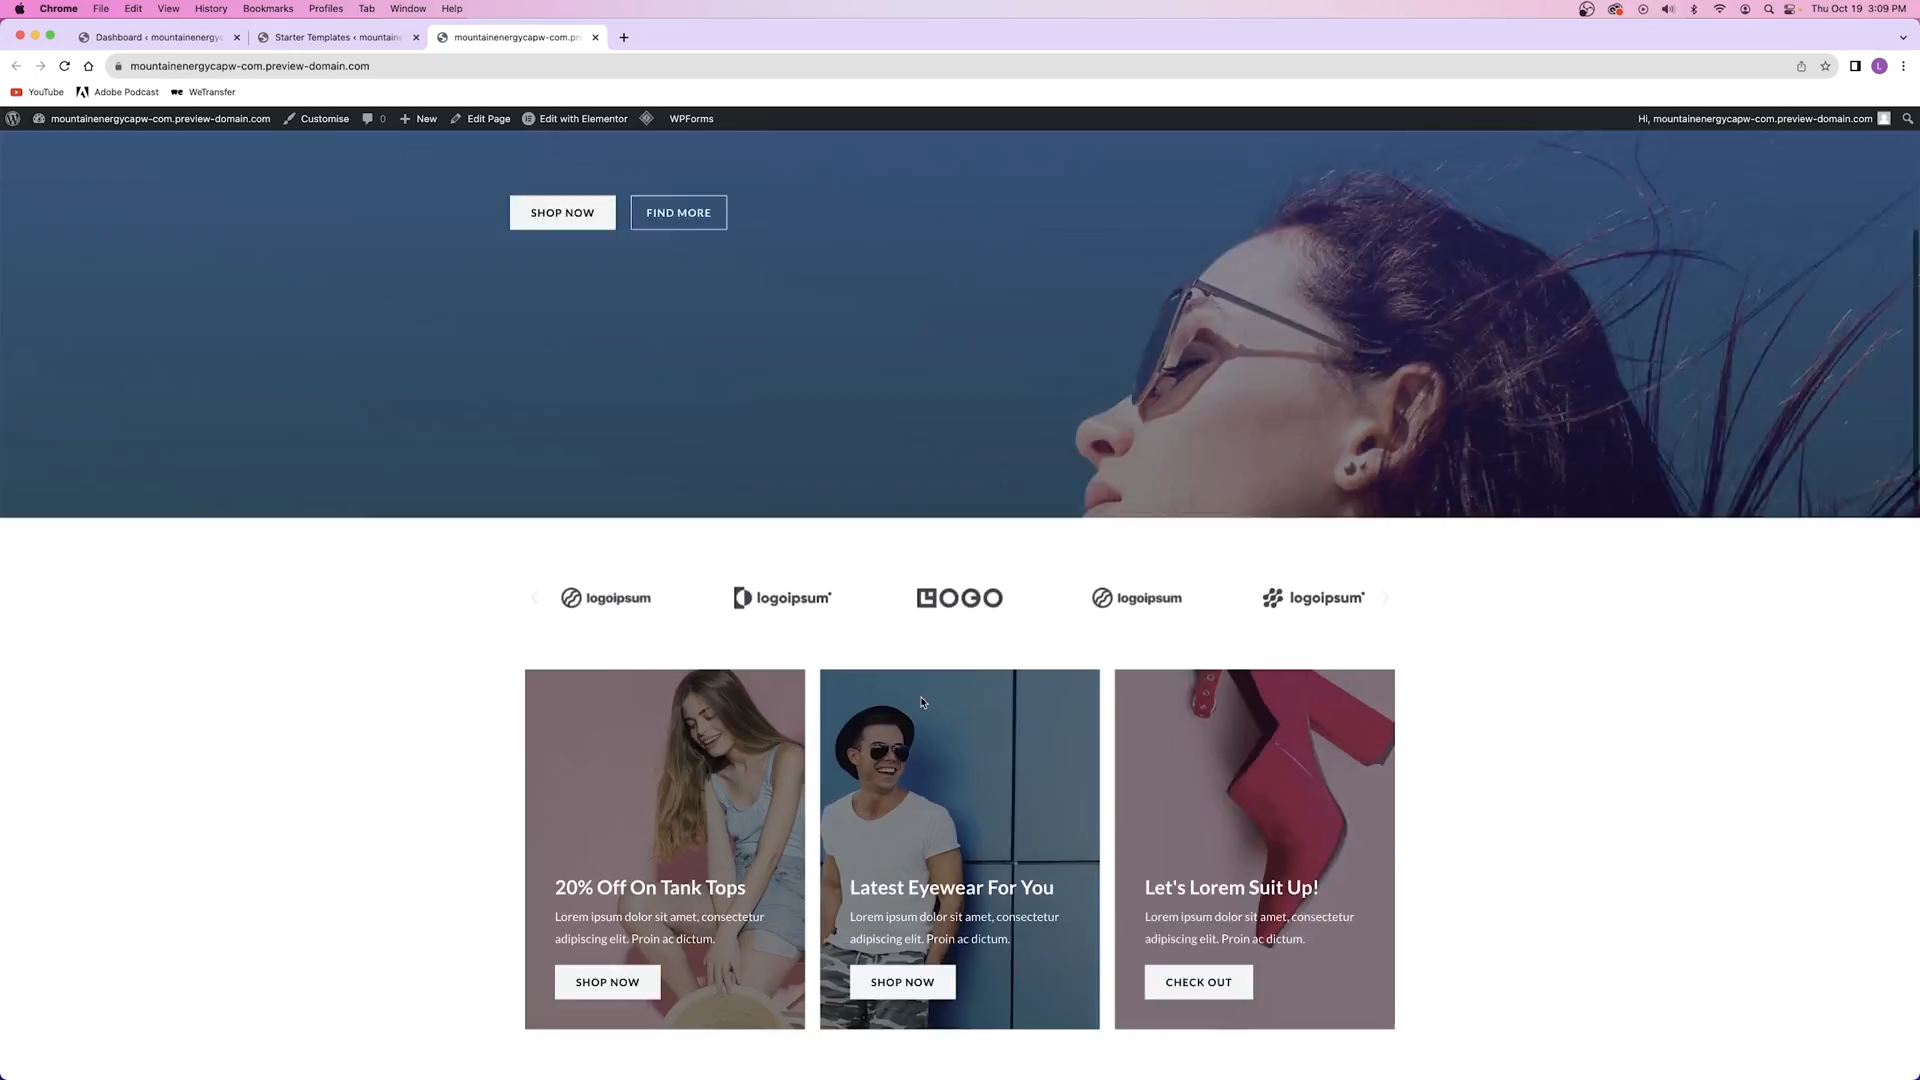 Chrome File Edit View History Bookmarks Profiles Tab Window Help Thu Oct 19 3:09 PM
Dashboard ‹ mountainenergyc Starter Templates ‹ mountaine mountainenergycapw-com.pr
mountainenergycapw-com.preview-domain.com L
YouTube Adobe Podcast WeTransfer
mountainenergycapw-com.preview-domain.com Customise 0 New Edit Page Edit with Elementor WPForms Hi, mountainenergycapw-com.preview-domain.com
SHOP NOW FIND MORE
logoipsum logoipsum LOGO logoipsum logoipsum
20% Off On Tank Tops
Lorem ipsum dolor sit amet, consectetur
adipiscing elit. Proin ac dictum.
SHOP NOW
Latest Eyewear For You
Lorem ipsum dolor sit amet, consectetur
adipiscing elit. Proin ac dictum.
SHOP NOW
Let's Lorem Suit Up!
Lorem ipsum dolor sit amet, consectetur
adipiscing elit. Proin ac dictum.
CHECK OUT